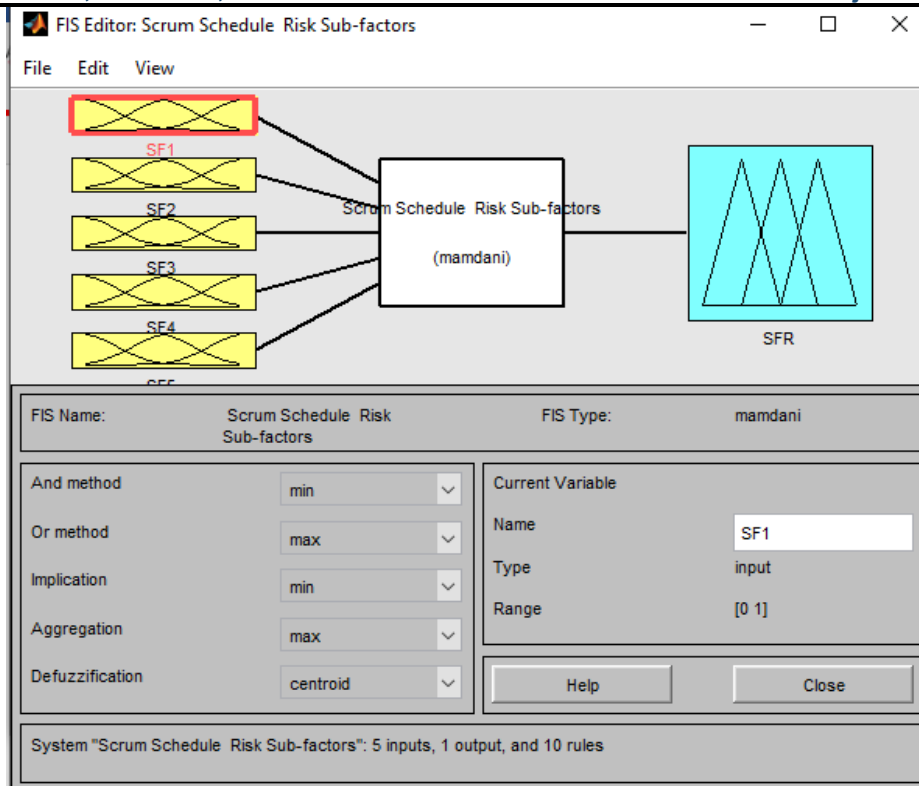 FIS Editor: Scrum Schedule Risk Sub-factors
File Edit View
SF1
SF2
SF3
SF4
SF5
Scrum Schedule Risk Sub-factors
(mamdani)
SFR
FIS Name: Scrum Schedule Risk
Sub-factors
FIS Type: mamdani
And method min
Or method max
Implication min
Aggregation max
Defuzzification centroid
Current Variable
Name SF1
Type input
Range [0 1]
Help Close
System "Scrum Schedule Risk Sub-factors": 5 inputs, 1 output, and 10 rules